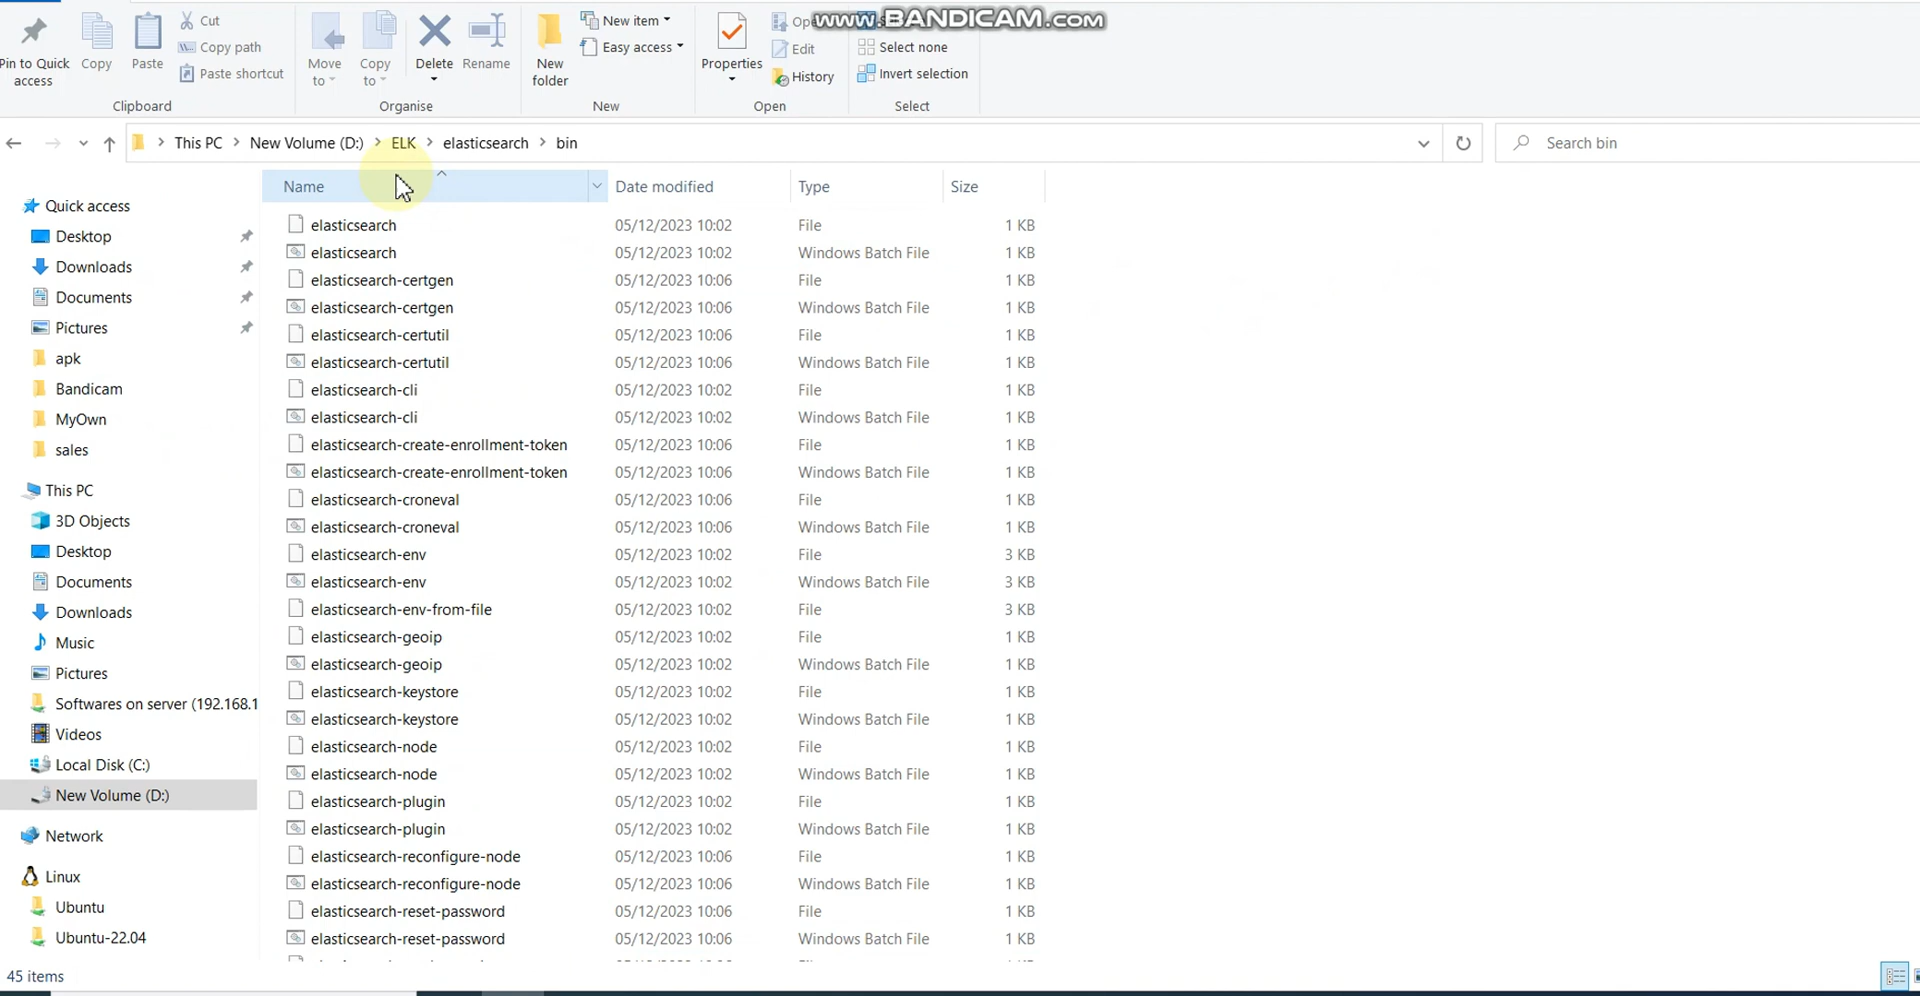 www.BANDICAM.com
Pin to Quick access
Copy
Paste
Cut
Copy path
Paste shortcut
Clipboard
Move to
Copy to
Delete
Rename
Organise
New folder
New item
Easy access
New
Properties
Edit
History
Open
Select none
Invert selection
Select
This PC New Volume (D:) ELK elasticsearch bin
Search bin
Name Date modified Type Size
Quick access
Desktop
Downloads
Documents
Pictures
apk
Bandicam
MyOwn
sales
This PC
3D Objects
Desktop
Documents
Downloads
Music
Pictures
Softwares on server (192.168.1
Videos
Local Disk (C:)
New Volume (D:)
Network
Linux
Ubuntu
Ubuntu-22.04
elasticsearch 05/12/2023 10:02 File 1 KB
elasticsearch 05/12/2023 10:02 Windows Batch File 1 KB
elasticsearch-certgen 05/12/2023 10:06 File 1 KB
elasticsearch-certgen 05/12/2023 10:06 Windows Batch File 1 KB
elasticsearch-certutil 05/12/2023 10:06 File 1 KB
elasticsearch-certutil 05/12/2023 10:06 Windows Batch File 1 KB
elasticsearch-cli 05/12/2023 10:02 File 1 KB
elasticsearch-cli 05/12/2023 10:02 Windows Batch File 1 KB
elasticsearch-create-enrollment-token 05/12/2023 10:06 File 1 KB
elasticsearch-create-enrollment-token 05/12/2023 10:06 Windows Batch File 1 KB
elasticsearch-croneval 05/12/2023 10:06 File 1 KB
elasticsearch-croneval 05/12/2023 10:06 Windows Batch File 1 KB
elasticsearch-env 05/12/2023 10:02 File 3 KB
elasticsearch-env 05/12/2023 10:02 Windows Batch File 3 KB
elasticsearch-env-from-file 05/12/2023 10:02 File 3 KB
elasticsearch-geoip 05/12/2023 10:02 File 1 KB
elasticsearch-geoip 05/12/2023 10:02 Windows Batch File 1 KB
elasticsearch-keystore 05/12/2023 10:02 File 1 KB
elasticsearch-keystore 05/12/2023 10:02 Windows Batch File 1 KB
elasticsearch-node 05/12/2023 10:02 File 1 KB
elasticsearch-node 05/12/2023 10:02 Windows Batch File 1 KB
elasticsearch-plugin 05/12/2023 10:02 File 1 KB
elasticsearch-plugin 05/12/2023 10:02 Windows Batch File 1 KB
elasticsearch-reconfigure-node 05/12/2023 10:06 File 1 KB
elasticsearch-reconfigure-node 05/12/2023 10:06 Windows Batch File 1 KB
elasticsearch-reset-password 05/12/2023 10:06 File 1 KB
elasticsearch-reset-password 05/12/2023 10:06 Windows Batch File 1 KB
45 items